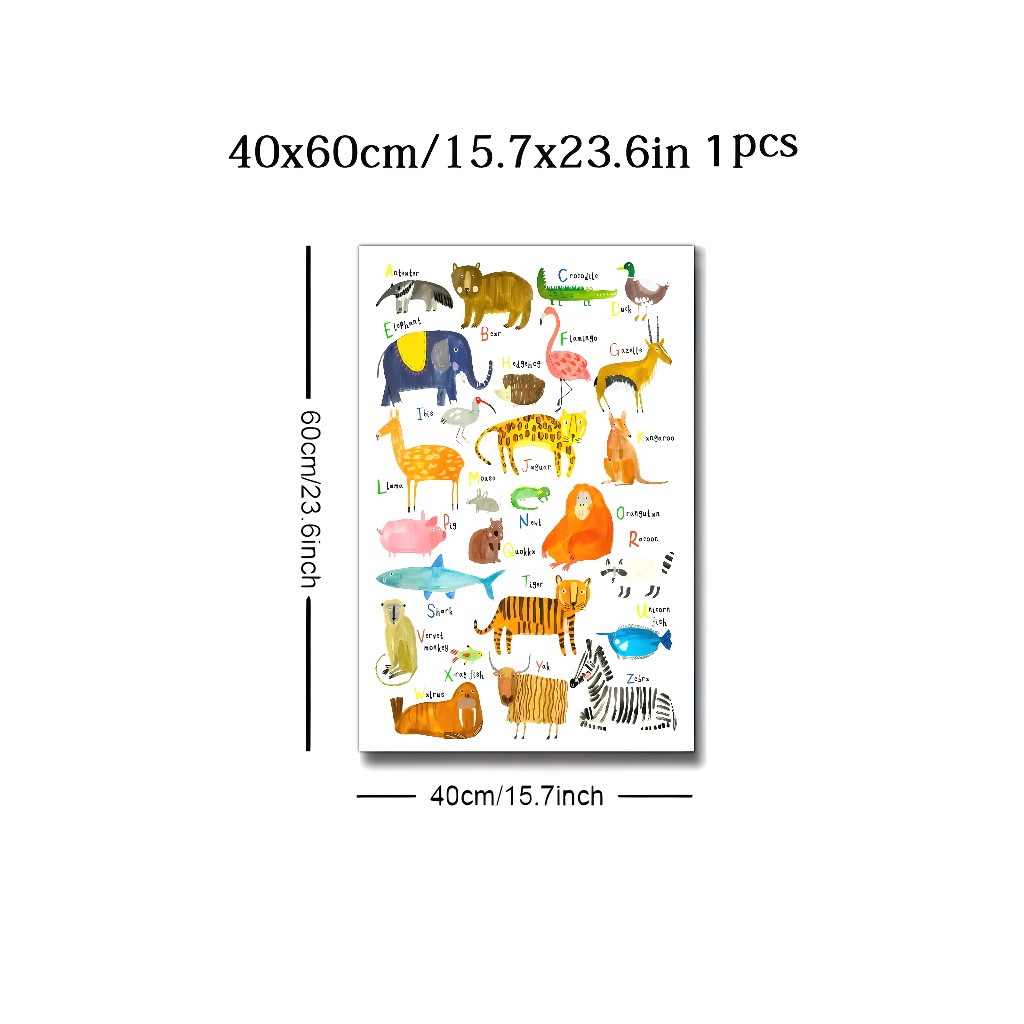 40x60cm/15.7x23.6in 1pcs
60cm/23.6inch
Anteater
Crocodile
Duck
Elephant
Bear
Flamingo
Gazelle
Hedgehog
Ibis
Kangaroo
Jaguar
Llama
Mouse
Newt
Orangutan
Pig
Quokka
Racoon
Shark
Tiger
Unicorn
fish
Vervet
monkey
X-ray fish
Yak
Zebra
Walrus
40cm/15.7inch